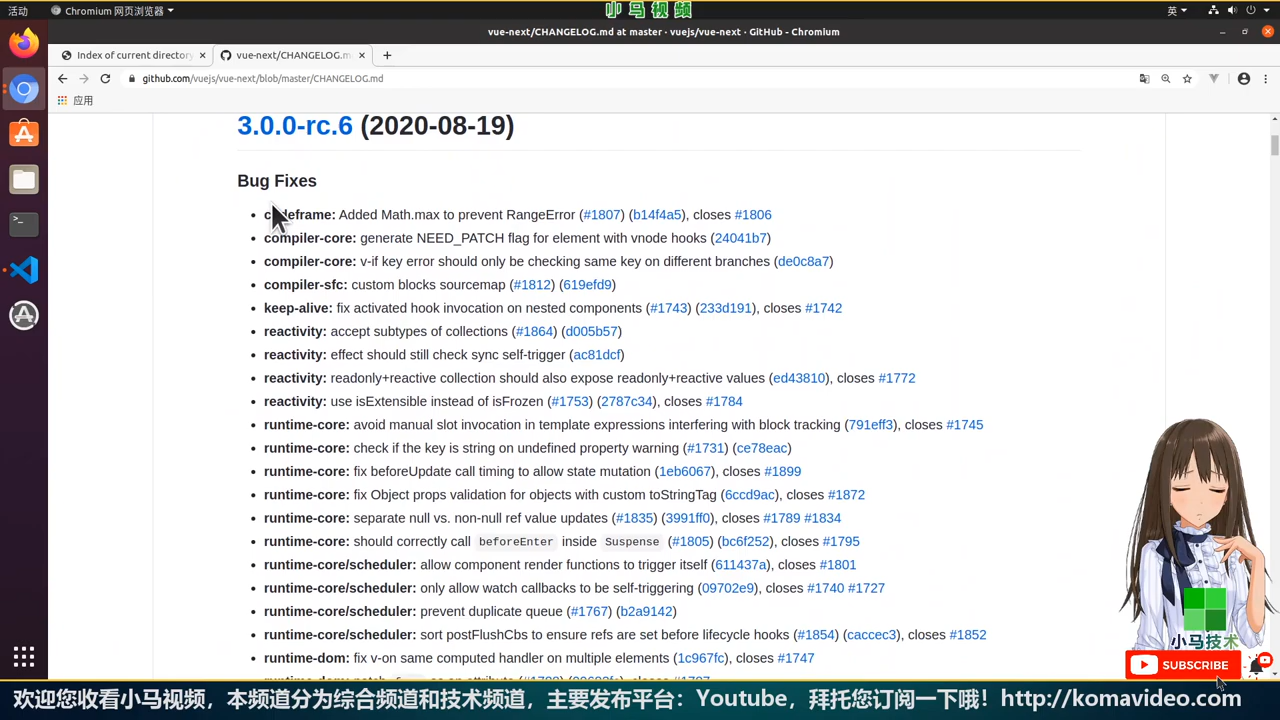 活动
Chromium 网页浏览器
小马视频
英
vue-next/CHANGELOG.md at master · vuejs/vue-next · GitHub - Chromium
Index of current director
vue-next/CHANGELOG.m
github.com/vuejs/vue-next/blob/master/CHANGELOG.md
应用
3.0.0-rc.6 (2020-08-19)
Bug Fixes
codeframe: Added Math.max to prevent RangeError (#1807) (b14f4a5), closes #1806
compiler-core: generate NEED_PATCH flag for element with vnode hooks (24041b7)
compiler-core: v-if key error should only be checking same key on different branches (de0c8a7)
compiler-sfc: custom blocks sourcemap (#1812) (619efd9)
keep-alive: fix activated hook invocation on nested components (#1743) (233d191), closes #1742
reactivity: accept subtypes of collections (#1864) (d005b57)
reactivity: effect should still check sync self-trigger (ac81dcf)
reactivity: readonly+reactive collection should also expose readonly+reactive values (ed43810), closes #1772
reactivity: use isExtensible instead of isFrozen (#1753) (2787c34), closes #1784
runtime-core: avoid manual slot invocation in template expressions interfering with block tracking (791eff3), closes #1745
runtime-core: check if the key is string on undefined property warning (#1731) (ce78eac)
runtime-core: fix beforeUpdate call timing to allow state mutation (1eb6067), closes #1899
runtime-core: fix Object props validation for objects with custom toStringTag (6ccd9ac), closes #1872
runtime-core: separate null vs. non-null ref value updates (#1835) (3991ff0), closes #1789 #1834
runtime-core: should correctly call beforeEnter inside Suspense (#1805) (bc6f252), closes #1795
runtime-core/scheduler: allow component render functions to trigger itself (611437a), closes #1801
runtime-core/scheduler: only allow watch callbacks to be self-triggering (09702e9), closes #1740 #1727
runtime-core/scheduler: prevent duplicate queue (#1767) (b2a9142)
runtime-core/scheduler: sort postFlushCbs to ensure refs are set before lifecycle hooks (#1854) (caccec3), closes #1852
runtime-dom: fix v-on same computed handler on multiple elements (1c967fc), closes #1747
小马技术
SUBSCRIBE
欢迎您收看小马视频，本频道分为综合频道和技术频道，主要发布平台：Youtube，拜托您订阅一下哦！http://komavideo.com